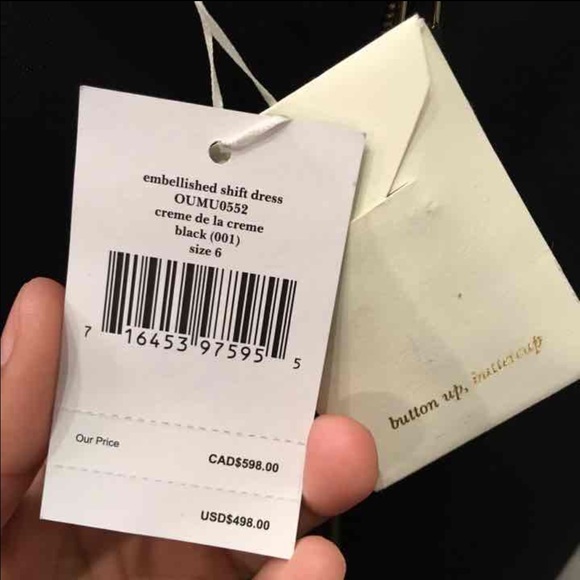 embellished shift dress
OUMU0552
creme de la creme
black (001)
size 6
7 16453 97595 5
Our Price CAD$598.00
USD$498.00
button up, buttercup